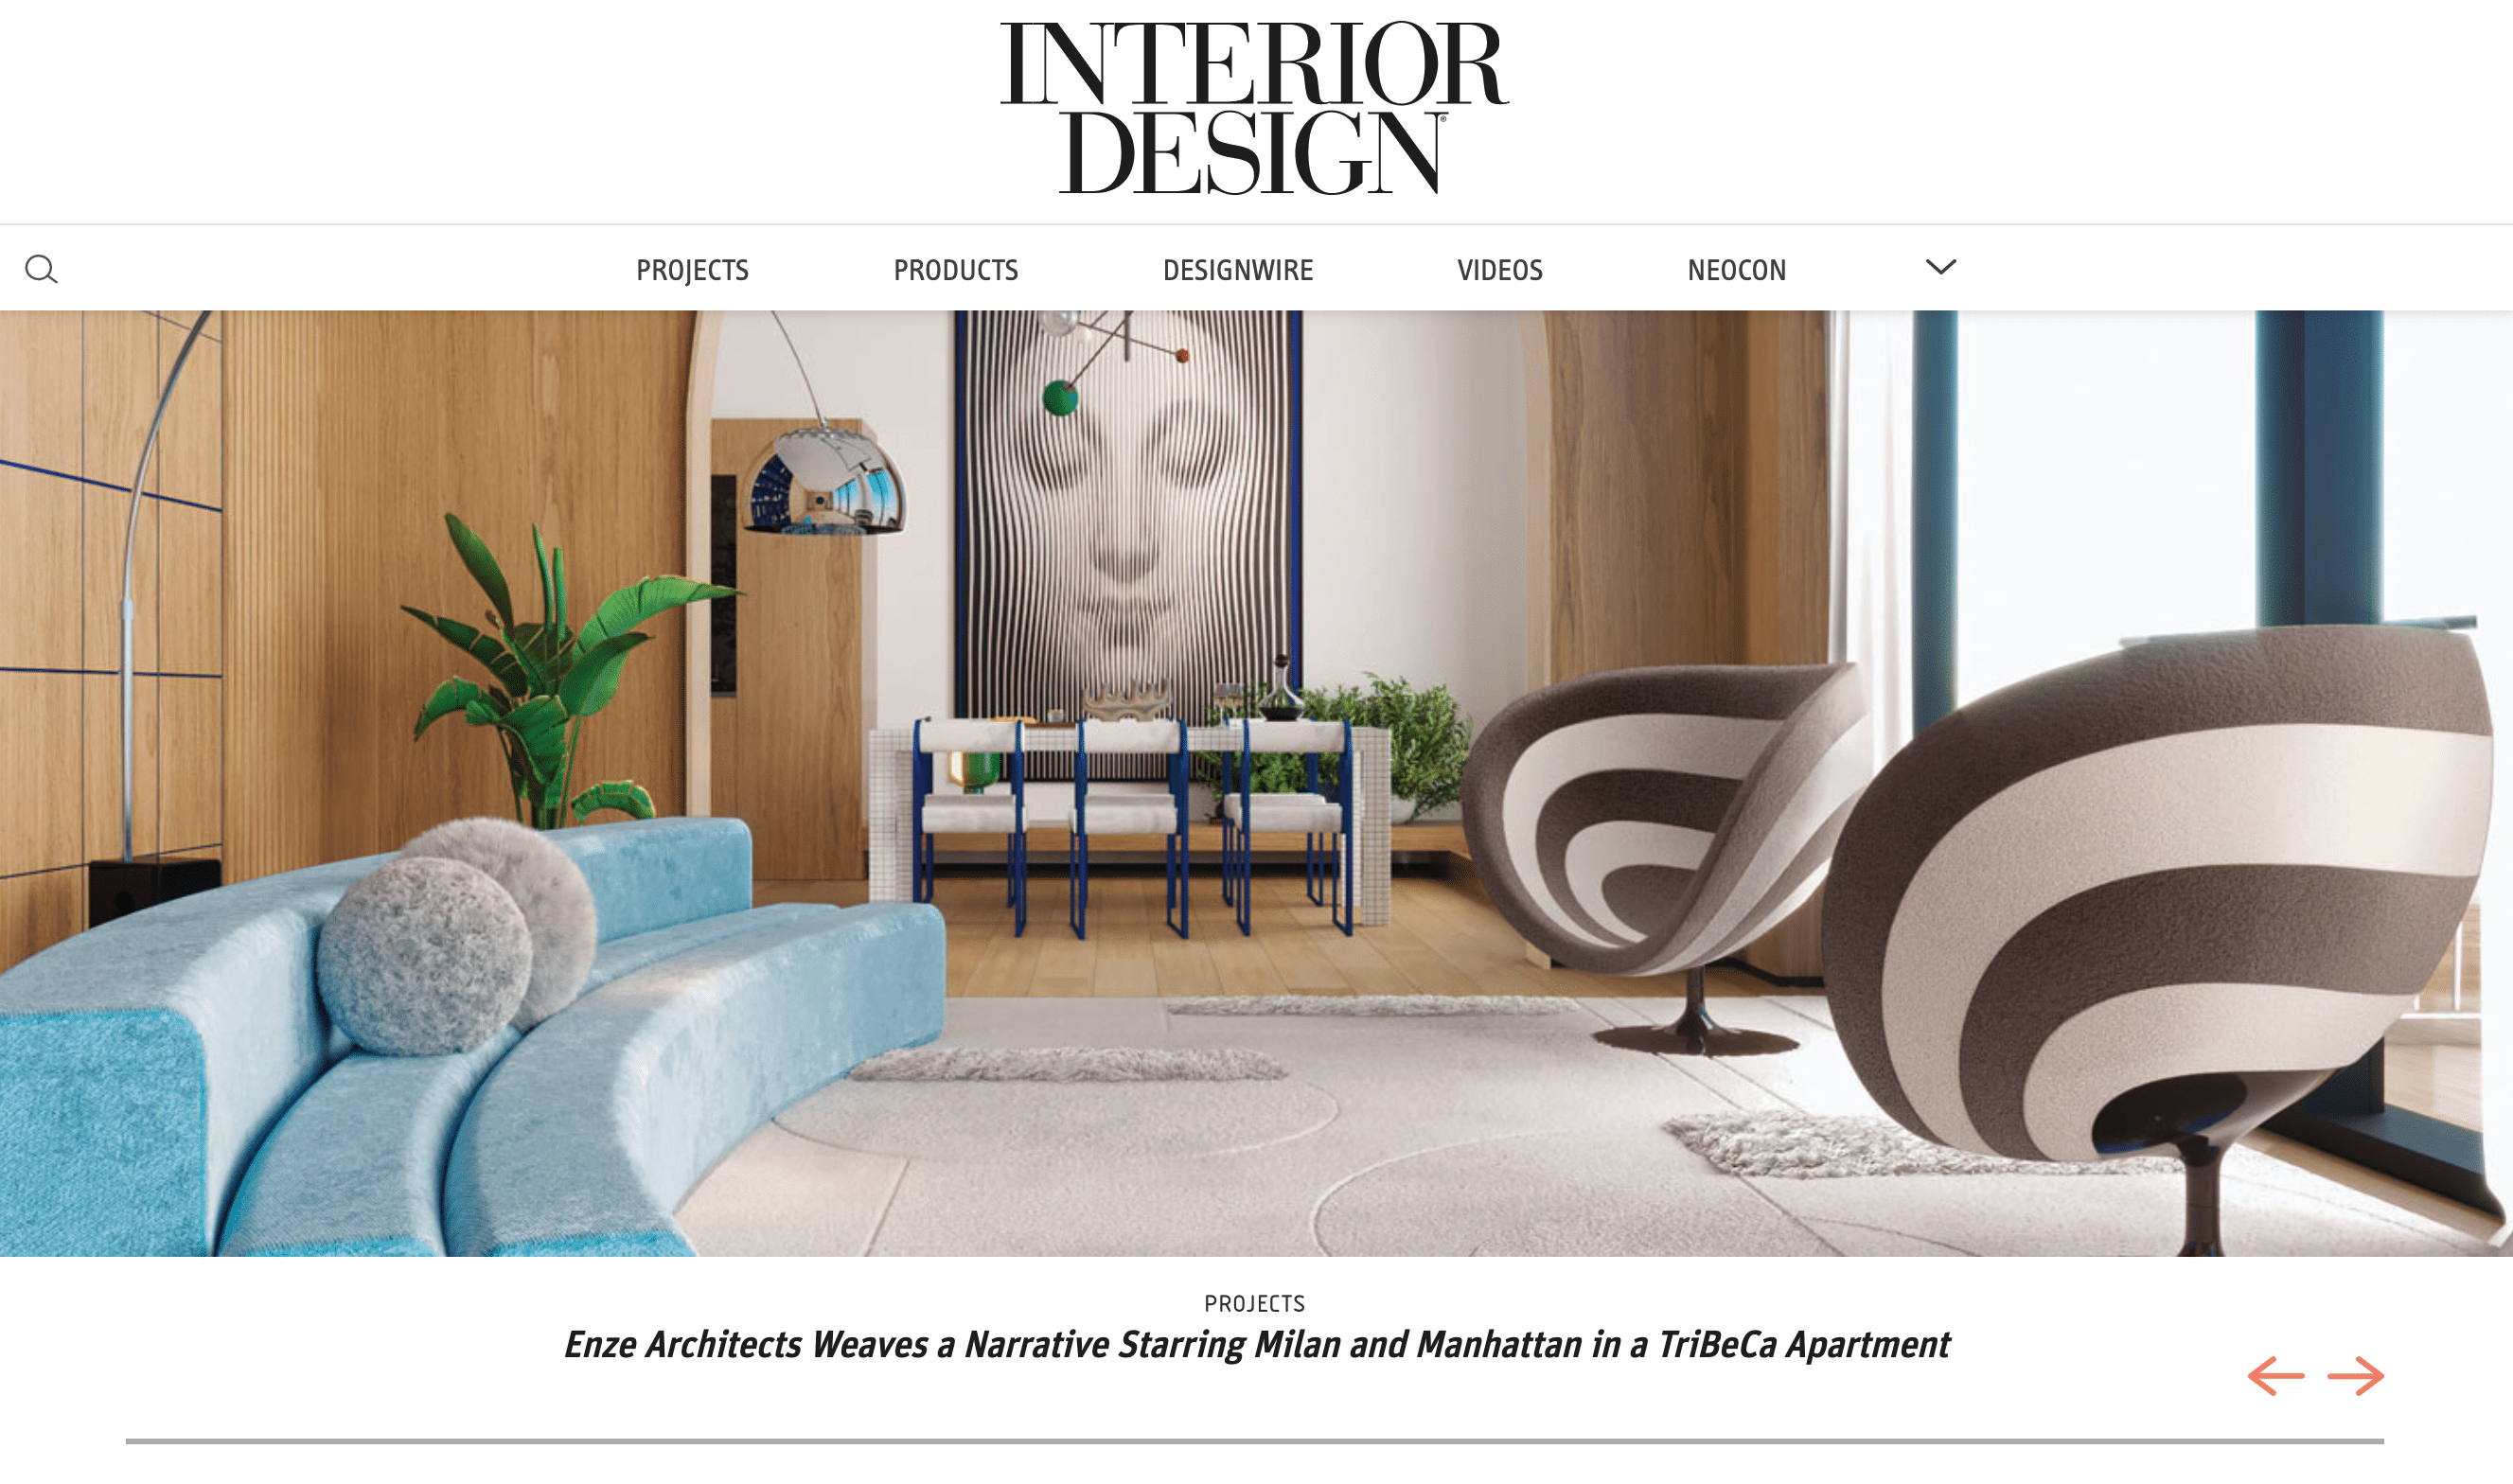 INTERIOR
DESIGN®
PROJECTS PRODUCTS DESIGNWIRE VIDEOS NEOCON
PROJECTS
Enze Architects Weaves a Narrative Starring Milan and Manhattan in a TriBeCa Apartment